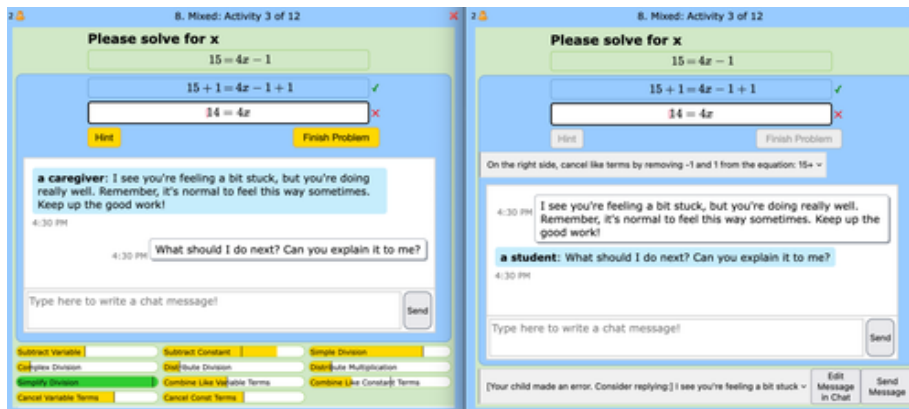 2
8. Mixed: Activity 3 of 12
Please solve for x
15 = 4x − 1
15 + 1 = 4x − 1 + 1
14 = 4x
Hint
Finish Problem
a caregiver: I see you're feeling a bit stuck, but you're doing
really well. Remember, it's normal to feel this way sometimes.
Keep up the good work!
4:30 PM
What should I do next? Can you explain it to me?
4:30 PM
Type here to write a chat message!
Send
Subtract Variable
Subtract Constant
Simple Division
Complex Division
Distribute Division
Distribute Multiplication
Simplify Division
Combine Like Variable Terms
Combine Like Constant Terms
Cancel Variable Terms
Cancel Const Terms
2
8. Mixed: Activity 3 of 12
Please solve for x
15 = 4x − 1
15 + 1 = 4x − 1 + 1
14 = 4x
Hint
Finish Problem
On the right side, cancel like terms by removing -1 and 1 from the equation: 15+
4:30 PM
I see you're feeling a bit stuck, but you're doing really well.
Remember, it's normal to feel this way sometimes. Keep up the
good work!
a student: What should I do next? Can you explain it to me?
4:30 PM
Type here to write a chat message!
Send
[Your child made an error. Consider replying:] I see you're feeling a bit stuck
Edit
Message
in Chat
Send
Message